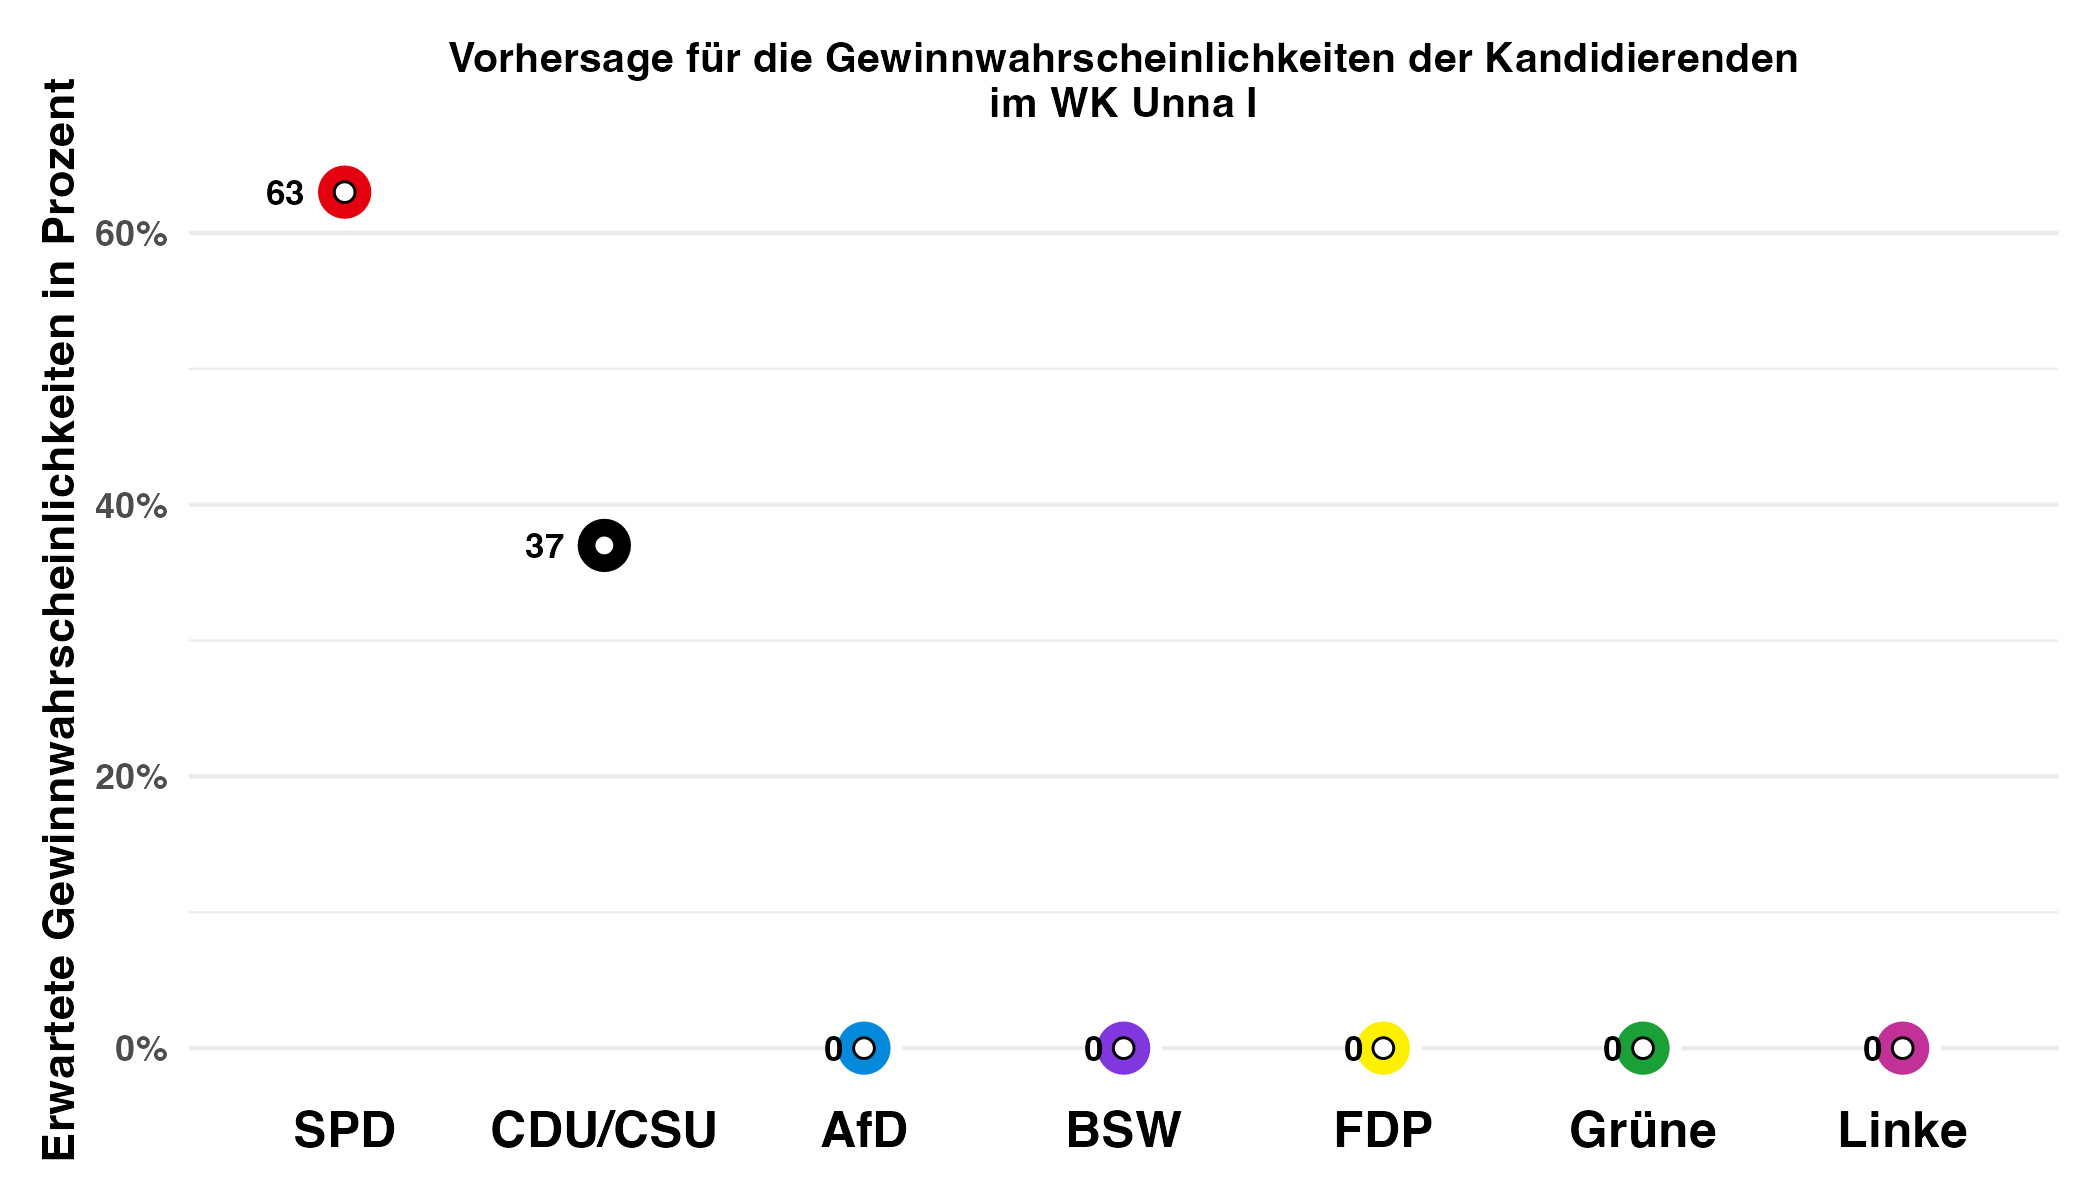 Vorhersage für die Gewinnwahrscheinlichkeiten der Kandidierenden
im WK Unna I
Erwartete Gewinnwahrscheinlichkeiten in Prozent
63
60%
40%
37
20%
0%
0
0
0
0
0
SPD
CDU/CSU
AfD
BSW
FDP
Grüne
Linke